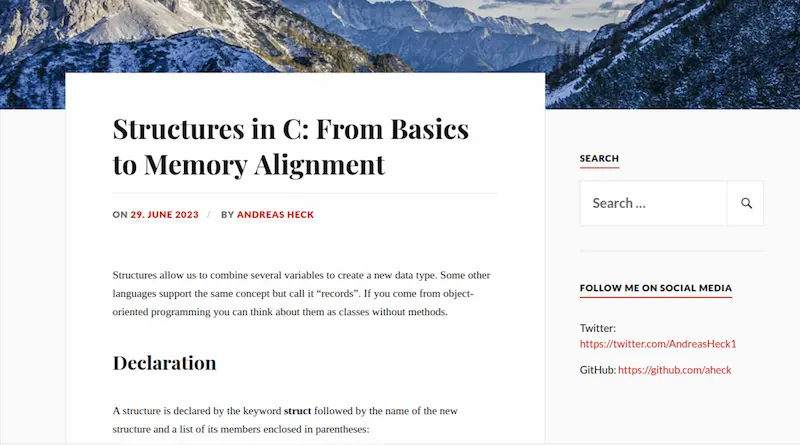 Structures in C: From Basics
to Memory Alignment
ON 29. JUNE 2023 / BY ANDREAS HECK
Structures allow us to combine several variables to create a new data type. Some other
languages support the same concept but call it “records”. If you come from object-
oriented programming you can think about them as classes without methods.
Declaration
A structure is declared by the keyword struct followed by the name of the new
structure and a list of its members enclosed in parentheses:
SEARCH
Search …
FOLLOW ME ON SOCIAL MEDIA
Twitter:
https://twitter.com/AndreasHeck1
GitHub: https://github.com/aheck